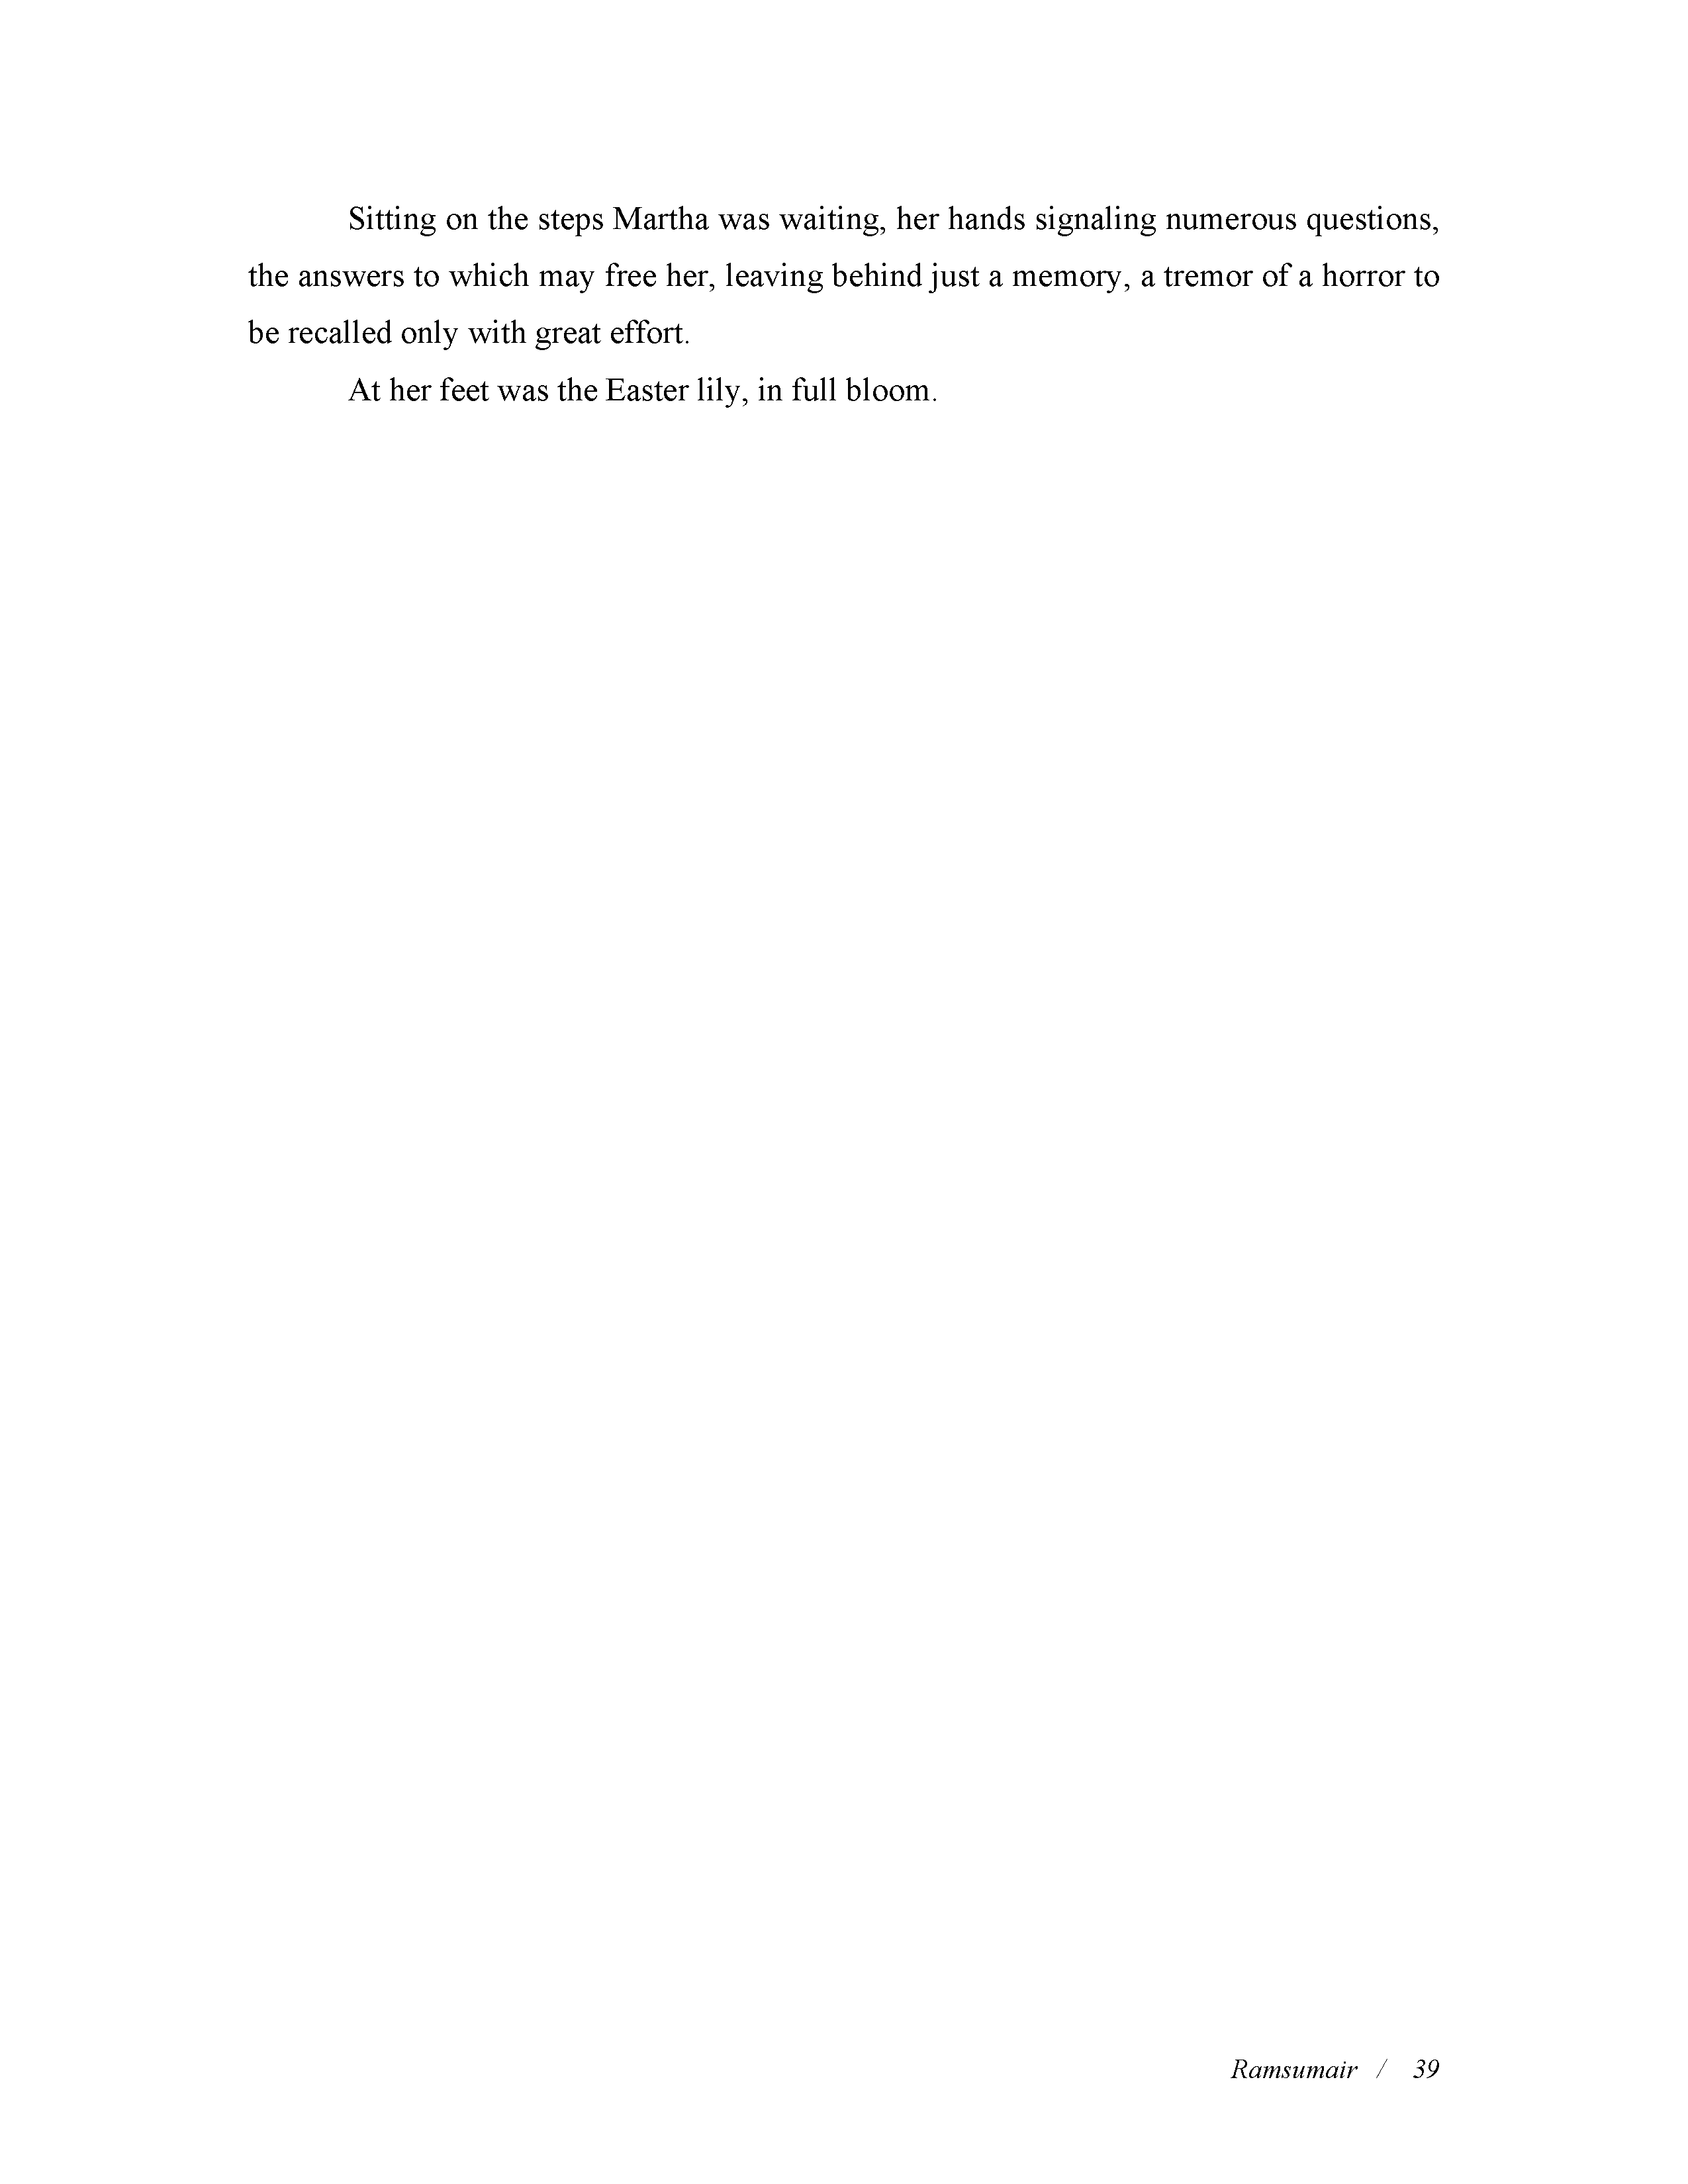 Sitting on the steps Martha was waiting, her hands signaling numerous questions,
the answers to which may free her, leaving behind just a memory, a tremor of a horror to
be recalled only with great effort.
At her feet was the Easter lily, in full bloom.
Ramsumair / 39